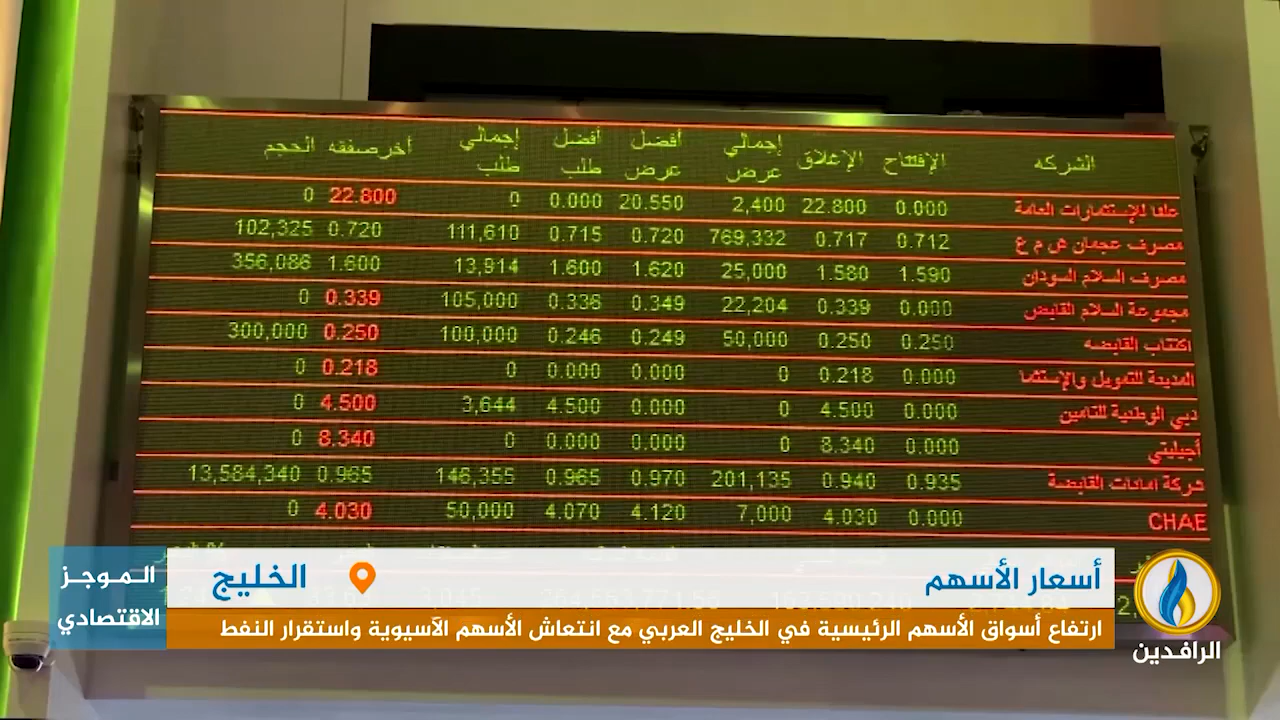 الشركه الإفتتاح الإغلاق إجمالي عرض أفضل عرض أفضل طلب إجمالي طلب أخرصفقه الحجم
0.000 22.800 2,400 20.550 0.000 0 22.800 0
مصرف عجمان ش م ع 0.712 0.717 769,332 0.720 0.715 111,610 0.720 102,325
مصرف السلام السودان 1.590 1.580 25,000 1.620 1.600 13,914 1.600 356,086
مجموعة السلام القابض 0.000 0.339 22,204 0.349 0.336 105,000 0.339 0
اكتتاب القابضه 0.250 0.250 50,000 0.249 0.246 100,000 0.250 300,000
المدينة للتمويل والإستثما 0.000 0.218 0 0.000 0.000 0 0.218 0
دبي الوطنية للتامين 0.000 4.500 0 0.000 4.500 3,644 4.500 0
أجيليتي 0.000 8.340 0 0.000 0.000 0 8.340 0
شركة امانات القابضة 0.935 0.940 201,135 0.970 0.965 146,355 0.965 13,584,340
CHAE 0.000 4.030 7,000 4.120 4.070 50,000 4.030 0
أسعار الأسهم
الخليج
الـموجـز
الاقتصادي
ارتفاع أسواق الأسهم الرئيسية في الخليج العربي مع انتعاش الأسهم الآسيوية واستقرار النفط
الرافـدين